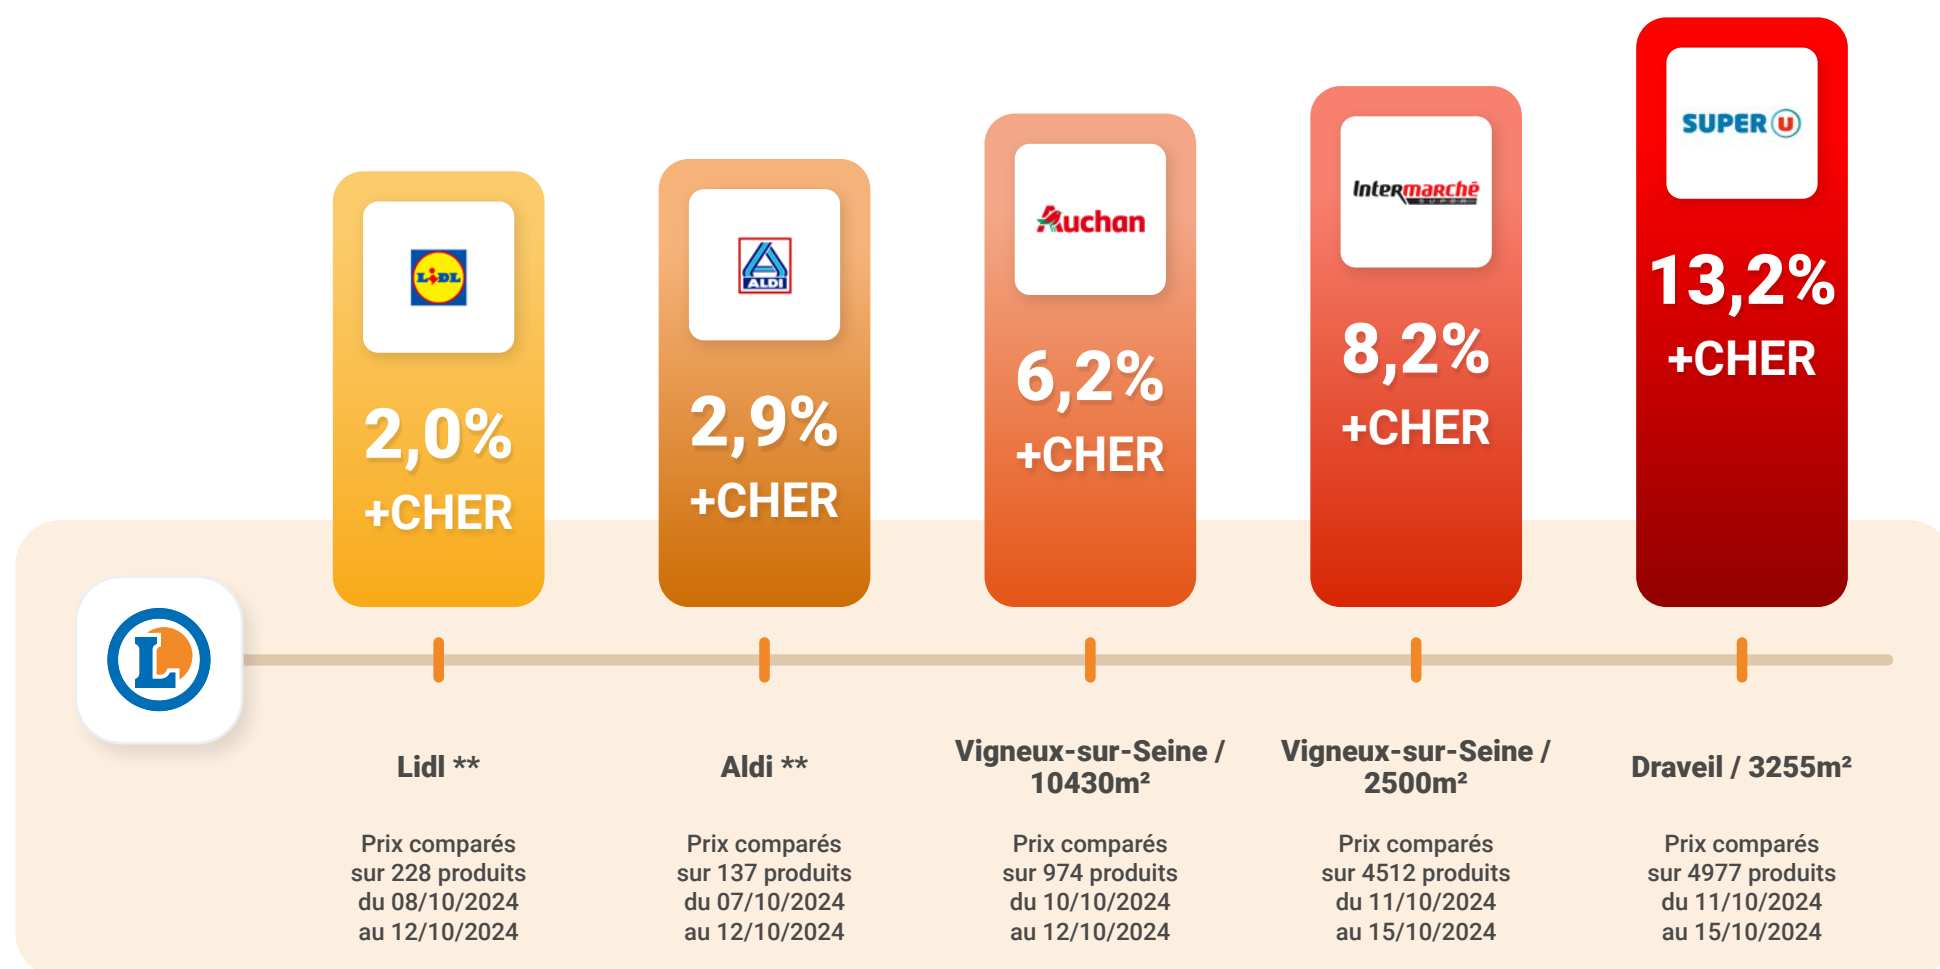 LIDL
2,0%
+CHER
ALDI
2,9%
+CHER
Auchan
6,2%
+CHER
Intermarchē
SUPER
8,2%
+CHER
SUPER U
13,2%
+CHER
L
Lidl **
Prix comparés
sur 228 produits
du 08/10/2024
au 12/10/2024
Aldi **
Prix comparés
sur 137 produits
du 07/10/2024
au 12/10/2024
Vigneux-sur-Seine /
10430m²
Prix comparés
sur 974 produits
du 10/10/2024
au 12/10/2024
Vigneux-sur-Seine /
2500m²
Prix comparés
sur 4512 produits
du 11/10/2024
au 15/10/2024
Draveil / 3255m²
Prix comparés
sur 4977 produits
du 11/10/2024
au 15/10/2024